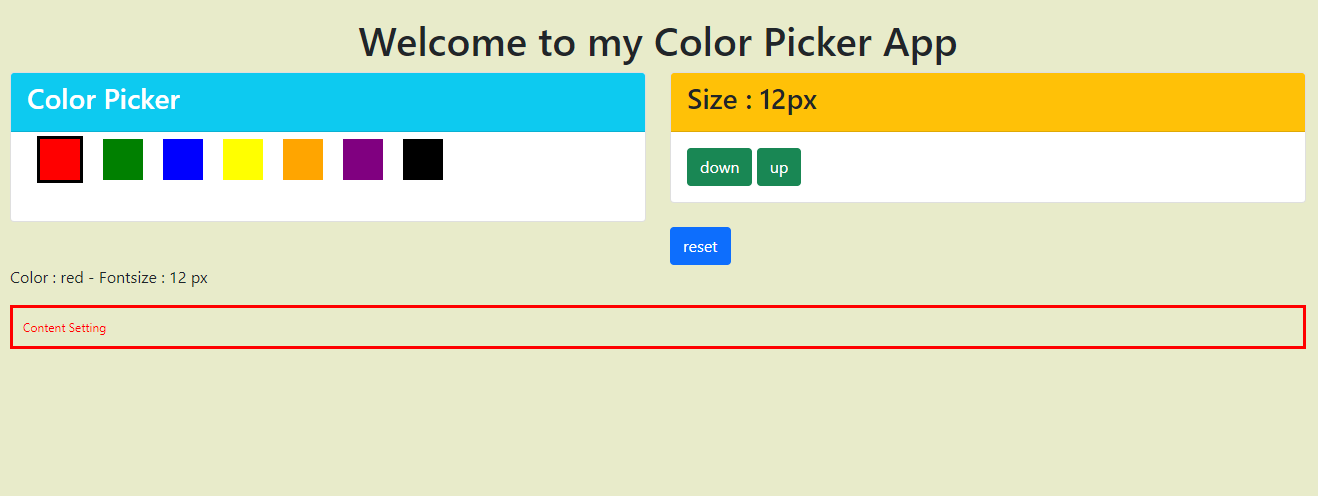 Welcome to my Color Picker App
Color Picker
Size : 12px
down
up
reset
Color : red - Fontsize : 12 px
Content Setting